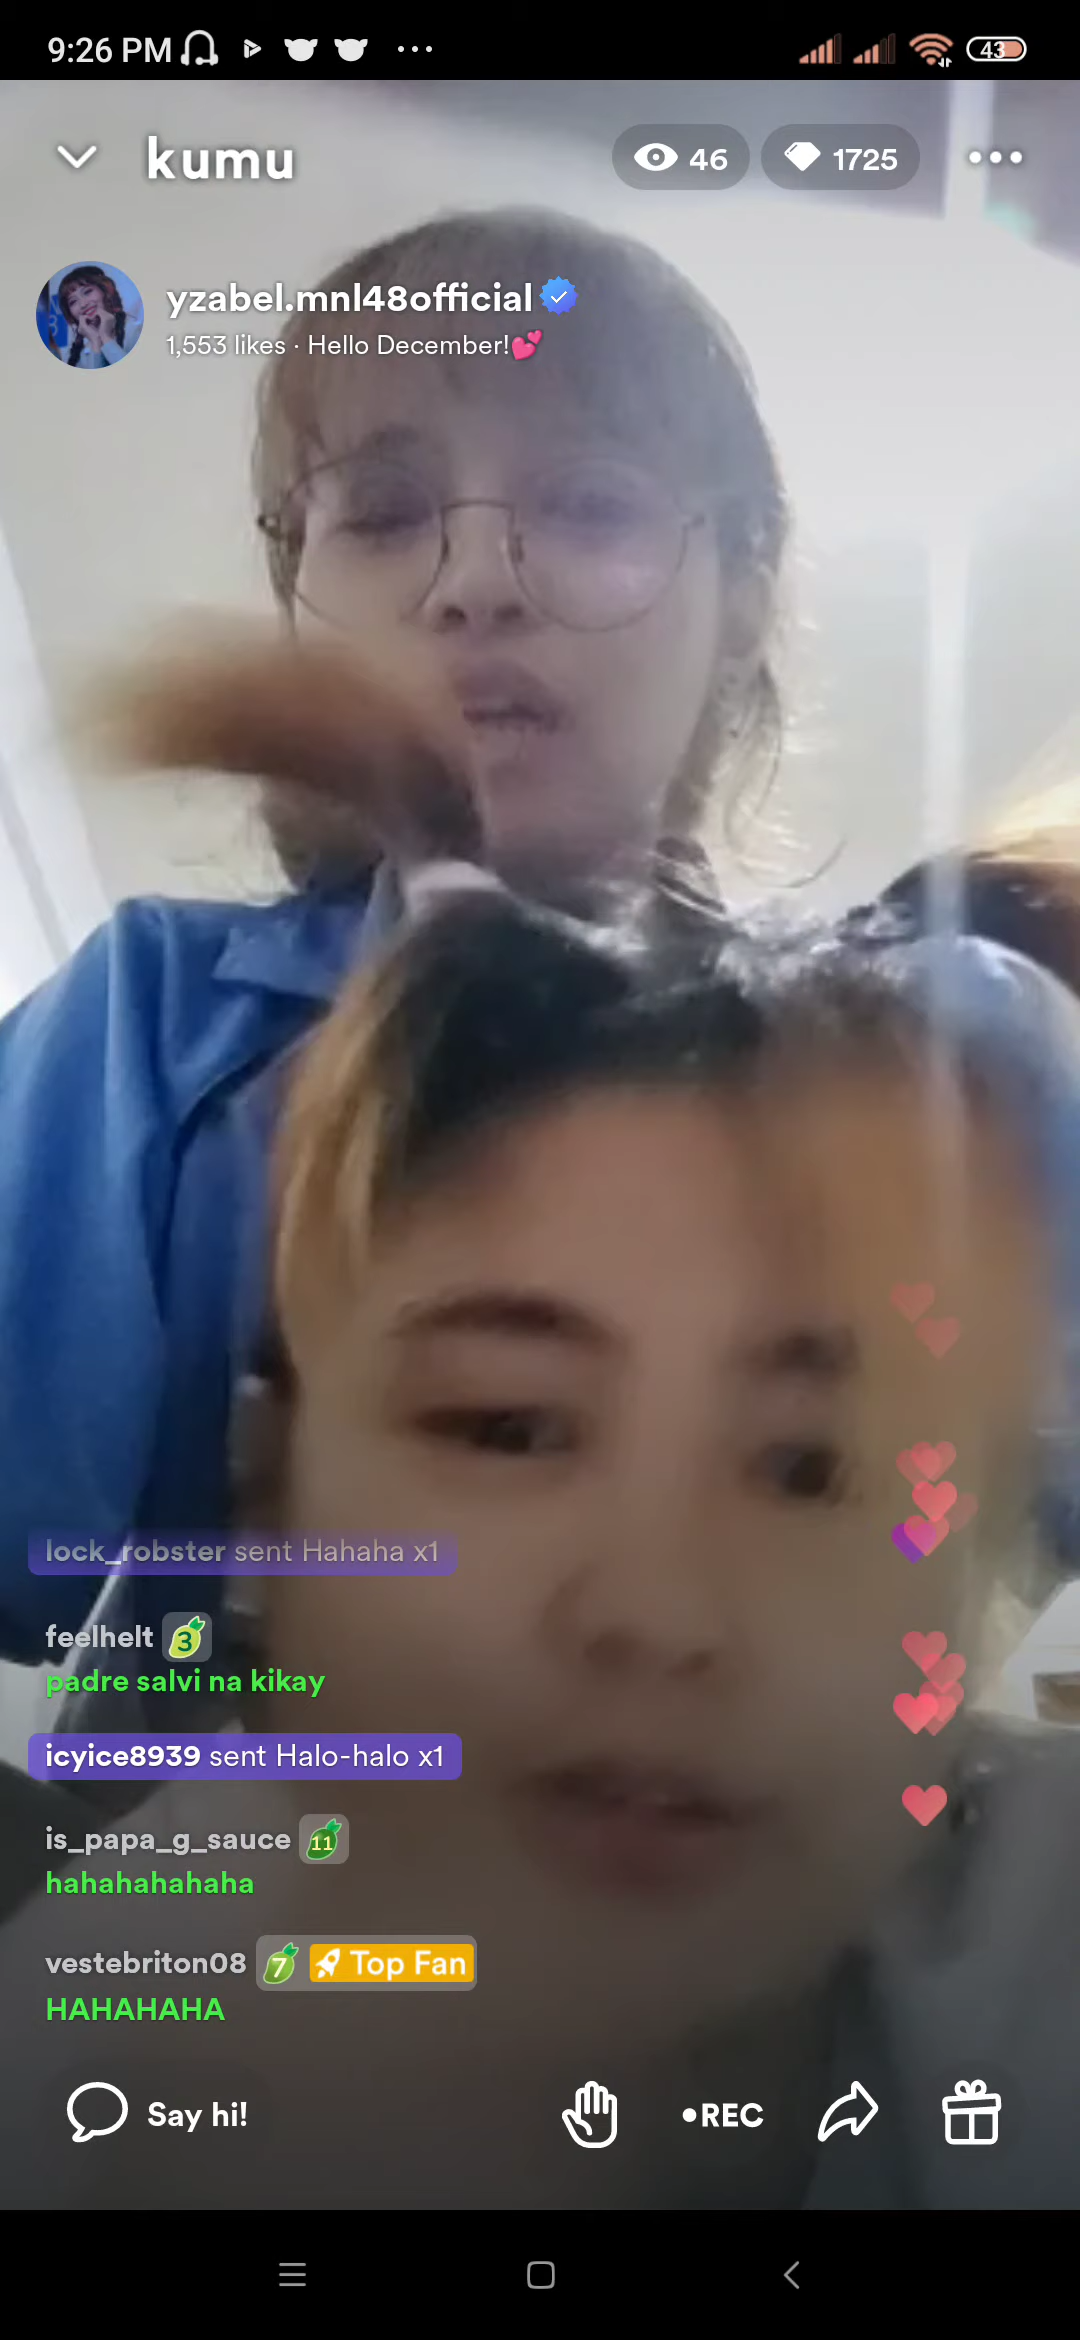 9:26 PM
43
kumu
46
1725
yzabel.mnl48official
1,553 likes · Hello December!💕
lock_robster sent Hahaha x1
feelhelt 3
padre salvi na kikay
icyice8939 sent Halo-halo x1
is_papa_g_sauce 11
hahahahahaha
vestebriton08 7 Top Fan
HAHAHAHA
Say hi!
•REC